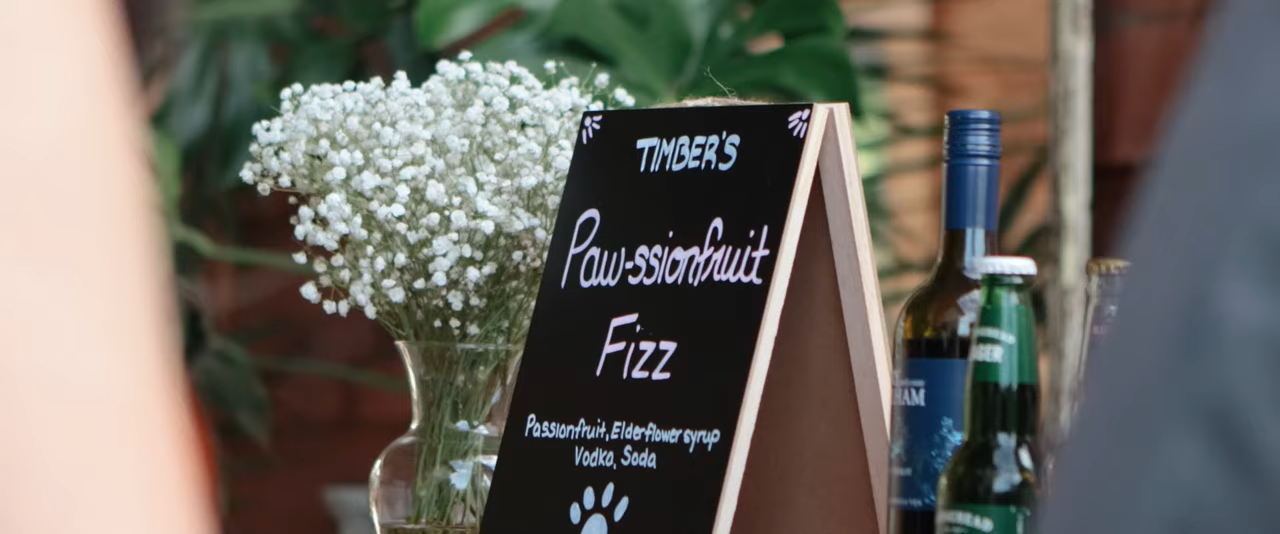 TIMBER'S
Paw-ssionfruit
Fizz
Passionfruit, Elderflower syrup
Vodka, Soda